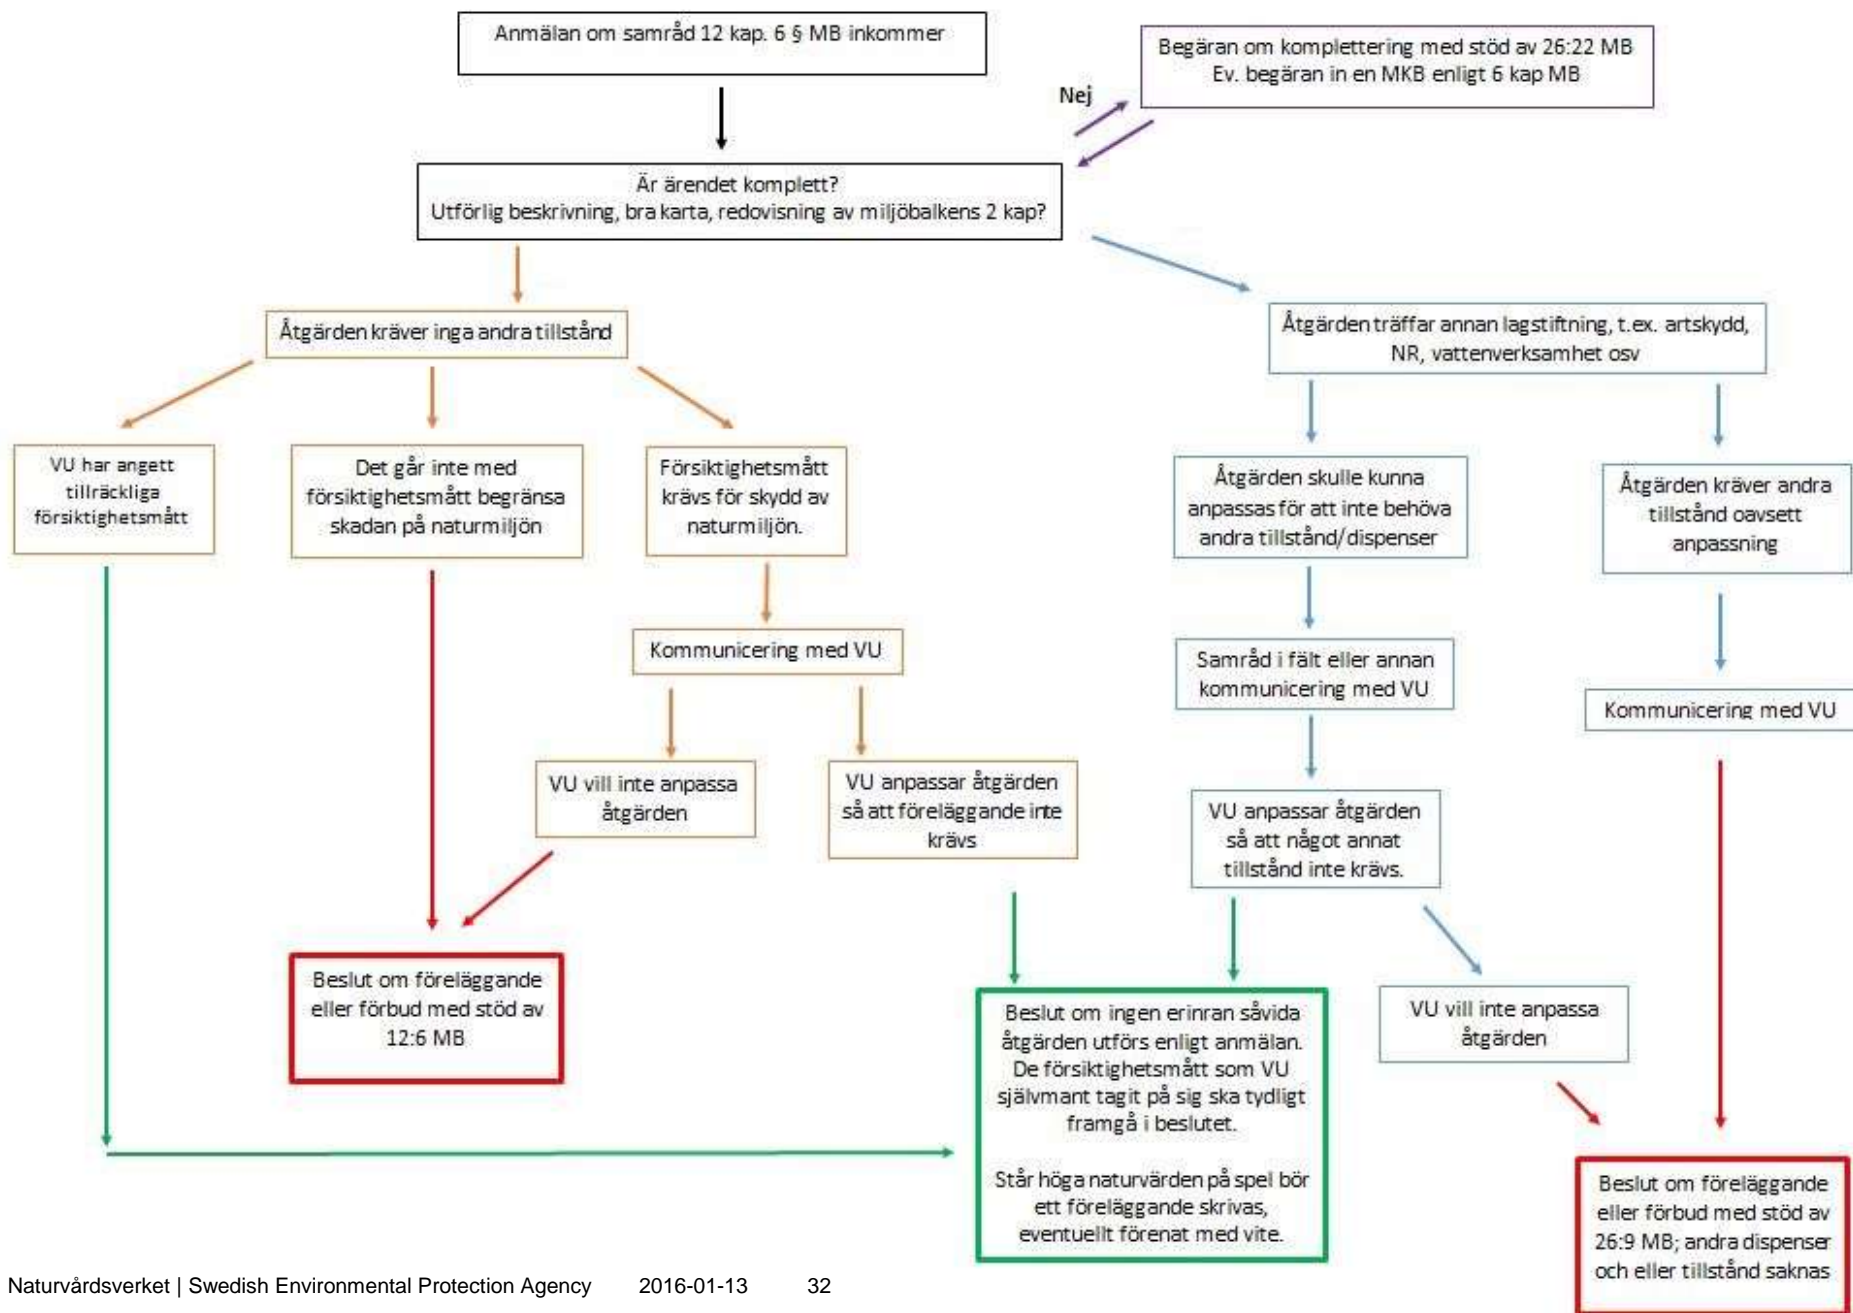 Anmälan om samråd 12 kap. 6 § MB inkommer
Begäran om komplettering med stöd av 26:22 MB
Ev. begäran in en MKB enligt 6 kap MB
Nej
Är ärendet komplett?
Utförlig beskrivning, bra karta, redovisning av miljöbalkens 2 kap?
Åtgärden kräver inga andra tillstånd
Åtgärden träffar annan lagstiftning, t.ex. artskydd,
NR, vattenverksamhet osv
VU har angett
tillräckliga
försiktighetsmått
Det går inte med
försiktighetsmått begränsa
skadan på naturmiljön
Försiktighetsmått
krävs för skydd av
naturmiljön.
Åtgärden skulle kunna
anpassas för att inte behöva
andra tillstånd/dispenser
Åtgärden kräver andra
tillstånd oavsett
anpassning
Kommunicering med VU
Samråd i fält eller annan
kommunicering med VU
Kommunicering med VU
VU vill inte anpassa
åtgärden
VU anpassar åtgärden
så att föreläggande inte
krävs
VU anpassar åtgärden
så att något annat
tillstånd inte krävs.
Beslut om föreläggande
eller förbud med stöd av
12:6 MB
Beslut om ingen erinran såvida
åtgärden utförs enligt anmälan.
De försiktighetsmått som VU
självmant tagit på sig ska tydligt
framgå i beslutet.
Står höga naturvärden på spel bör
ett föreläggande skrivas,
eventuellt förenat med vite.
VU vill inte anpassa
åtgärden
Beslut om föreläggande
eller förbud med stöd av
26:9 MB; andra dispenser
och eller tillstånd saknas
Naturvårdsverket | Swedish Environmental Protection Agency 2016-01-13 32